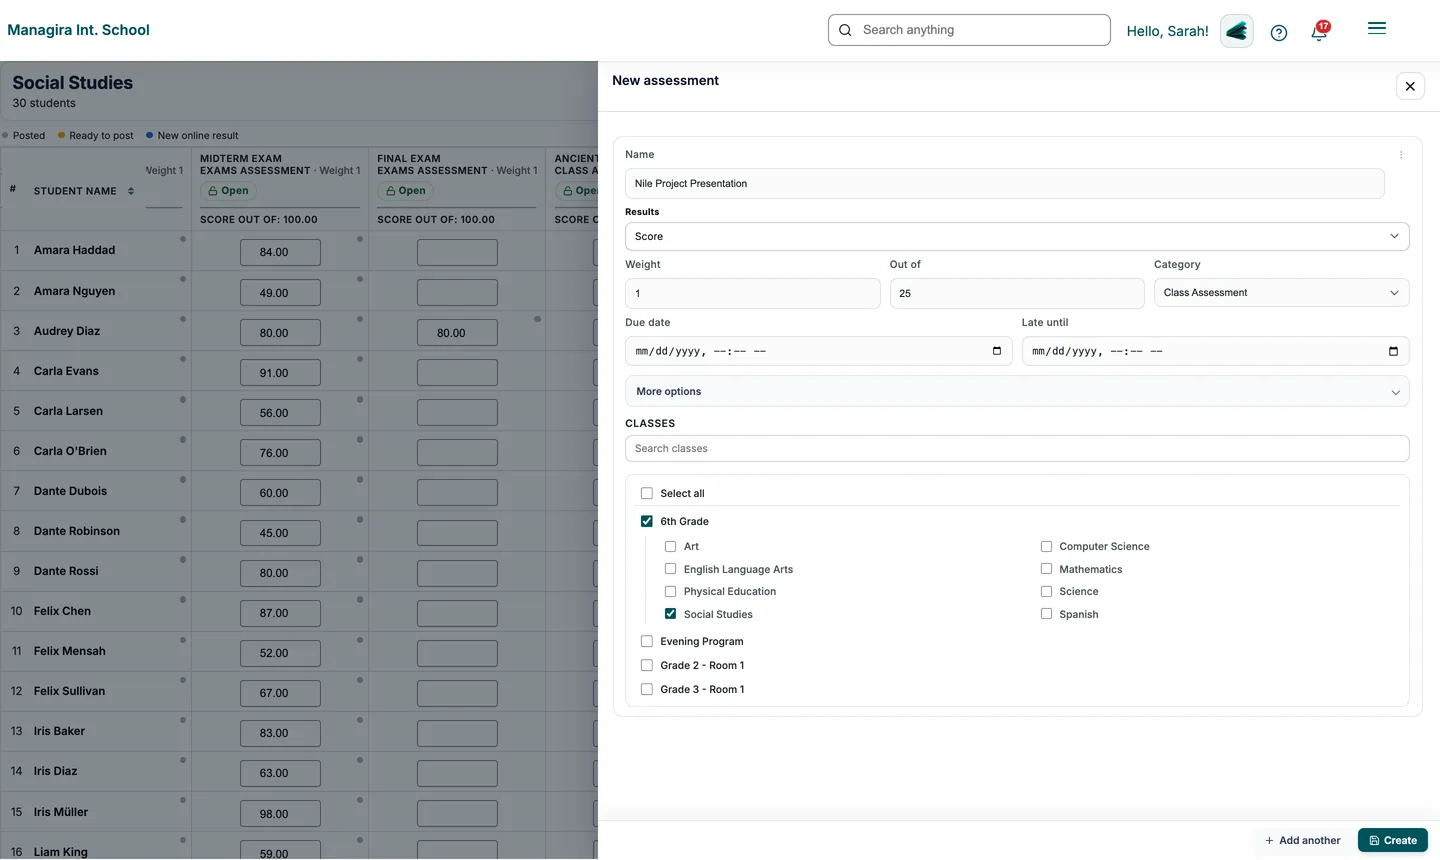 Managira Int. School
Search anything
Hello, Sarah!
17
Social Studies
30 students
Posted
Ready to post
New online result
#
STUDENT NAME
Weight 1
MIDTERM EXAM
EXAMS ASSESSMENT · Weight 1
Open
SCORE OUT OF: 100.00
FINAL EXAM
EXAMS ASSESSMENT · Weight 1
Open
SCORE OUT OF: 100.00
ANCIENT
CLASS A
Open
SCORE O
1 Amara Haddad 84.00
2 Amara Nguyen 49.00
3 Audrey Diaz 80.00 80.00
4 Carla Evans 91.00
5 Carla Larsen 56.00
6 Carla O'Brien 76.00
7 Dante Dubois 60.00
8 Dante Robinson 45.00
9 Dante Rossi 80.00
10 Felix Chen 87.00
11 Felix Mensah 52.00
12 Felix Sullivan 67.00
13 Iris Baker 83.00
14 Iris Diaz 63.00
15 Iris Müller 98.00
16 Liam King 59.00
New assessment
Name
Nile Project Presentation
Results
Score
Weight
1
Out of
25
Category
Class Assessment
Due date
mm/dd/yyyy, --:-- --
Late until
mm/dd/yyyy, --:-- --
More options
CLASSES
Search classes
Select all
6th Grade
Art
Computer Science
English Language Arts
Mathematics
Physical Education
Science
Social Studies
Spanish
Evening Program
Grade 2 - Room 1
Grade 3 - Room 1
+ Add another
Create